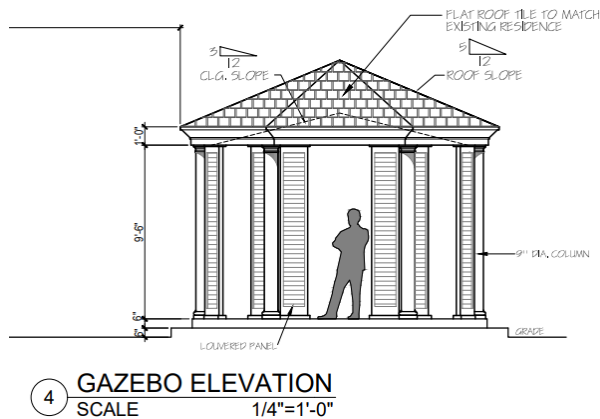 FLAT ROOF TILE TO MATCH
EXISTING RESIDENCE
3
12
CLG. SLOPE
5
12
ROOF SLOPE
1'-0"
9'-6"
6"
6"
9" DIA. COLUMN
LOUVERED PANEL
GRADE
4
GAZEBO ELEVATION
SCALE 1/4"=1'-0"